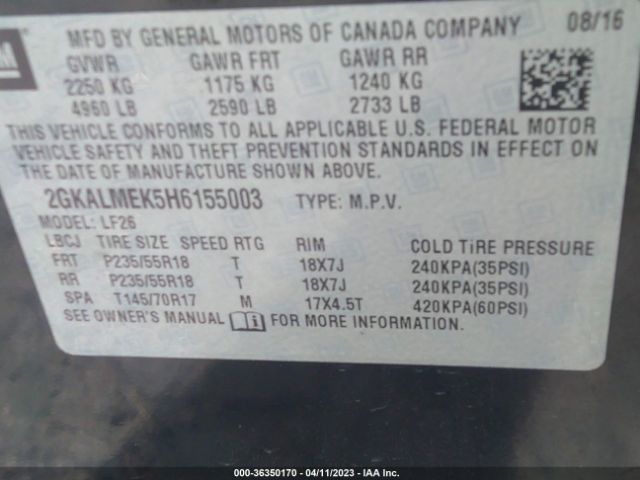 GM
MFD BY GENERAL MOTORS OF CANADA COMPANY 08/16
GVWR GAWR FRT GAWR RR
2250 KG 1175 KG 1240 KG
4960 LB 2590 LB 2733 LB
THIS VEHICLE CONFORMS TO ALL APPLICABLE U.S. FEDERAL MOTOR
VEHICLE SAFETY AND THEFT PREVENTION STANDARDS IN EFFECT ON
THE DATE OF MANUFACTURE SHOWN ABOVE.
2GKALMEK5H6155003 TYPE: M.P.V.
MODEL: LF26
LBCJ TIRE SIZE SPEED RTG RIM COLD TiRE PRESSURE
FRT P235/55R18 T 18X7J 240KPA(35PSI)
RR P235/55R18 T 18X7J 240KPA(35PSI)
SPA T145/70R17 M 17X4.5T 420KPA(60PSI)
SEE OWNER'S MANUAL i FOR MORE INFORMATION.
000-36350170 - 04/11/2023 - IAA Inc.